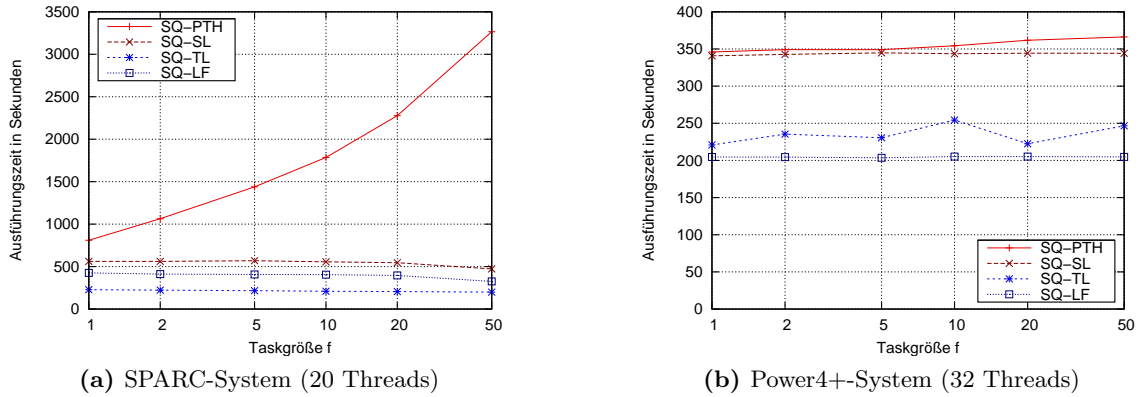 3500
3000
2500
2000
1500
1000
500
0
Ausführungszeit in Sekunden
SQ−PTH
SQ−SL
SQ−TL
SQ−LF
1 2 5 10 20 50
Taskgröße f
(a) SPARC-System (20 Threads)
400
350
300
250
200
150
100
50
0
Ausführungszeit in Sekunden
SQ−PTH
SQ−SL
SQ−TL
SQ−LF
1 2 5 10 20 50
Taskgröße f
(b) Power4+-System (32 Threads)